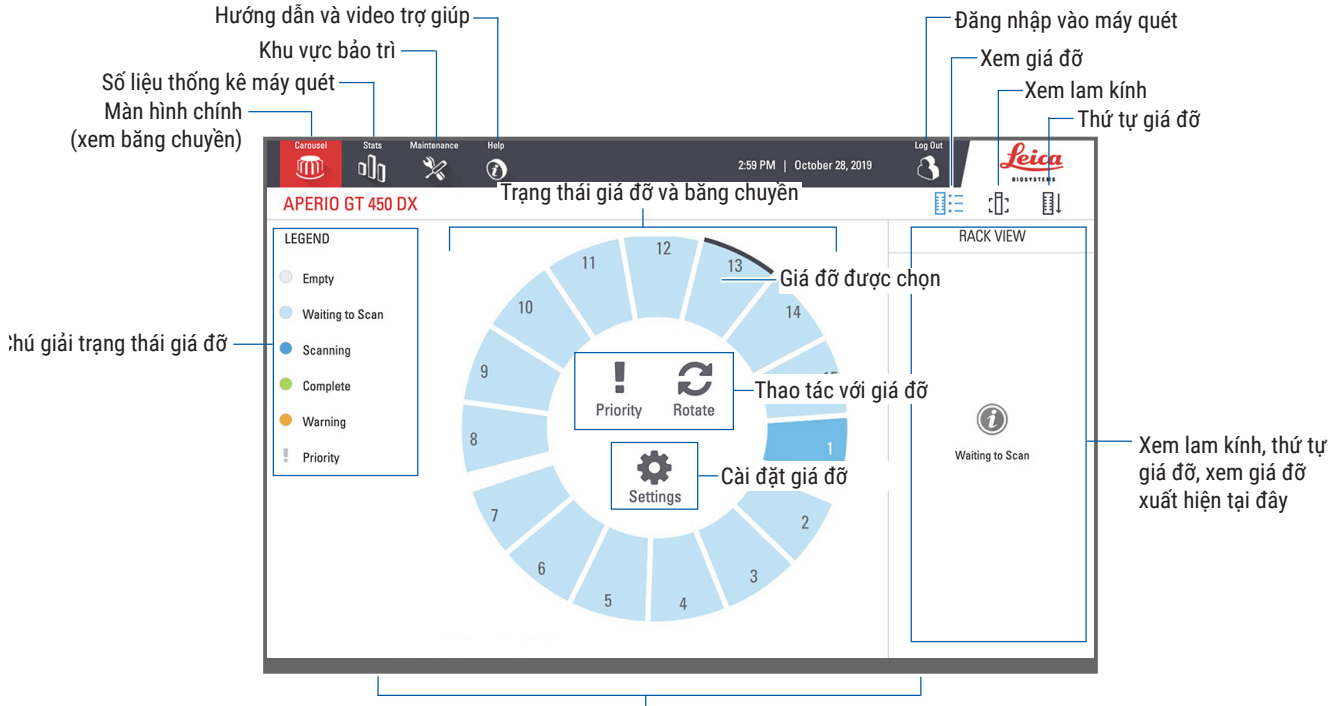 Hướng dẫn và video trợ giúp
Khu vực bảo trì
Số liệu thống kê máy quét
Màn hình chính
(xem băng chuyền)
Đăng nhập vào máy quét
Xem giá đỡ
Xem lam kính
Thứ tự giá đỡ
Carousel
Stats
Maintenance
Help
2:59 PM | October 28, 2019
Log Out
Leica
BIOSYSTEMS
APERIO GT 450 DX
Trạng thái giá đỡ và băng chuyền
LEGEND
Empty
Waiting to Scan
Scanning
Complete
Warning
Priority
Chú giải trạng thái giá đỡ
12
11
13
Giá đỡ được chọn
10
14
9
8
7
6
5
4
3
2
1
Priority
Rotate
Thao tác với giá đỡ
Settings
Cài đặt giá đỡ
RACK VIEW
Waiting to Scan
Xem lam kính, thứ tự
giá đỡ, xem giá đỡ
xuất hiện tại đây